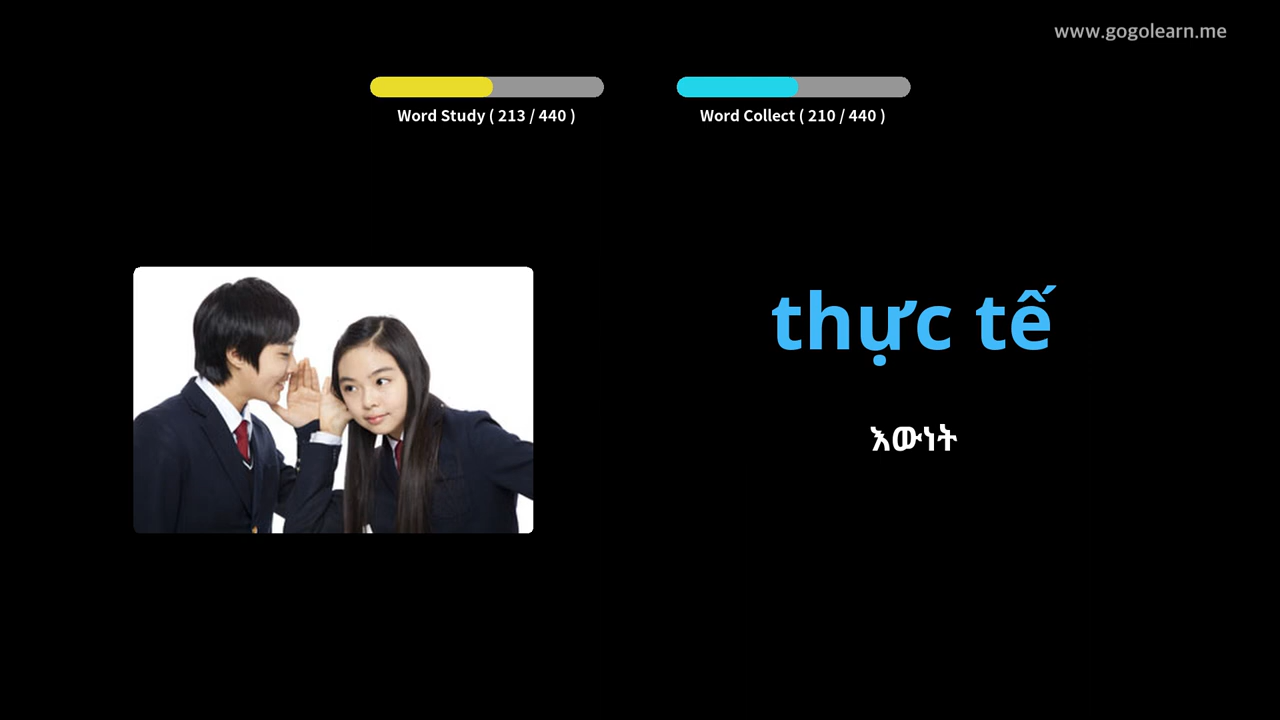 www.gogolearn.me
Word Study ( 213 / 440 )
Word Collect ( 210 / 440 )
thực tế
እውነት